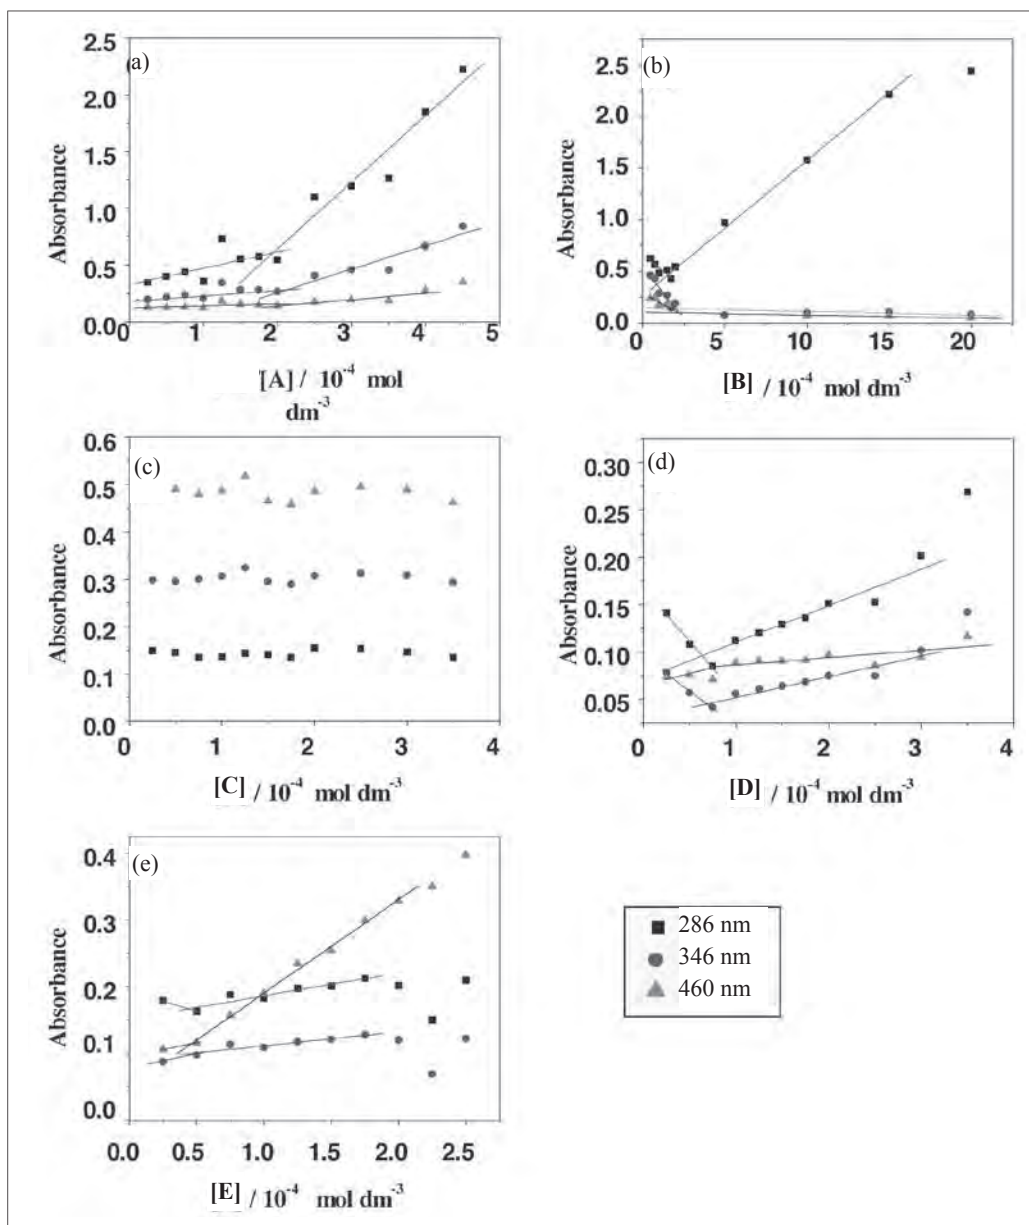 a)
Absorbance
2.5
2.0
1.5
1.0
0.5
0.0
0 1 2 3 4 5
[A] / 10⁻⁴ mol
dm⁻³
(b)
Absorbance
2.5
2.0
1.5
1.0
0.5
0.0
0 5 10 15 20
[B] / 10⁻⁴ mol dm⁻³
(c)
Absorbance
0.6
0.5
0.4
0.3
0.2
0.1
0.0
0 1 2 3 4
[C] / 10⁻⁴ mol dm⁻³
(d)
Absorbance
0.30
0.25
0.20
0.15
0.10
0.05
0 1 2 3 4
[D] / 10⁻⁴ mol dm⁻³
(e)
Absorbance
0.4
0.3
0.2
0.1
0.0
0.0 0.5 1.0 1.5 2.0 2.5
[E] / 10⁻⁴ mol dm⁻³
286 nm
346 nm
460 nm